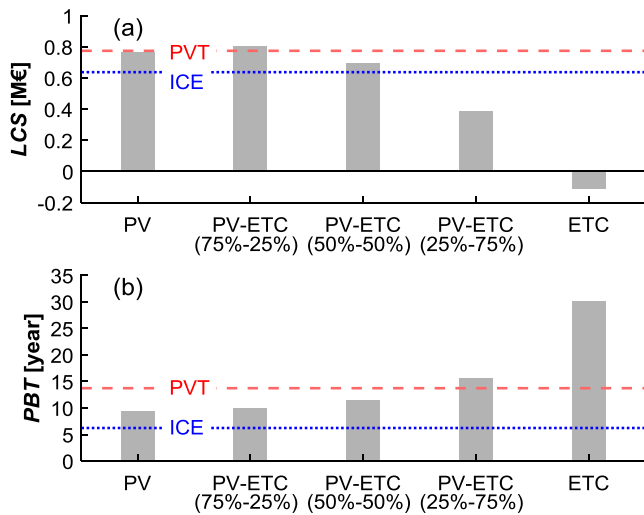 (a)
LCS [M€]
1
0.8
0.6
0.4
0.2
0
-0.2
PVT
ICE
PV
PV-ETC
(75%-25%)
PV-ETC
(50%-50%)
PV-ETC
(25%-75%)
ETC
(b)
PBT [year]
35
30
25
20
15
10
5
0
PVT
ICE
PV
PV-ETC
(75%-25%)
PV-ETC
(50%-50%)
PV-ETC
(25%-75%)
ETC